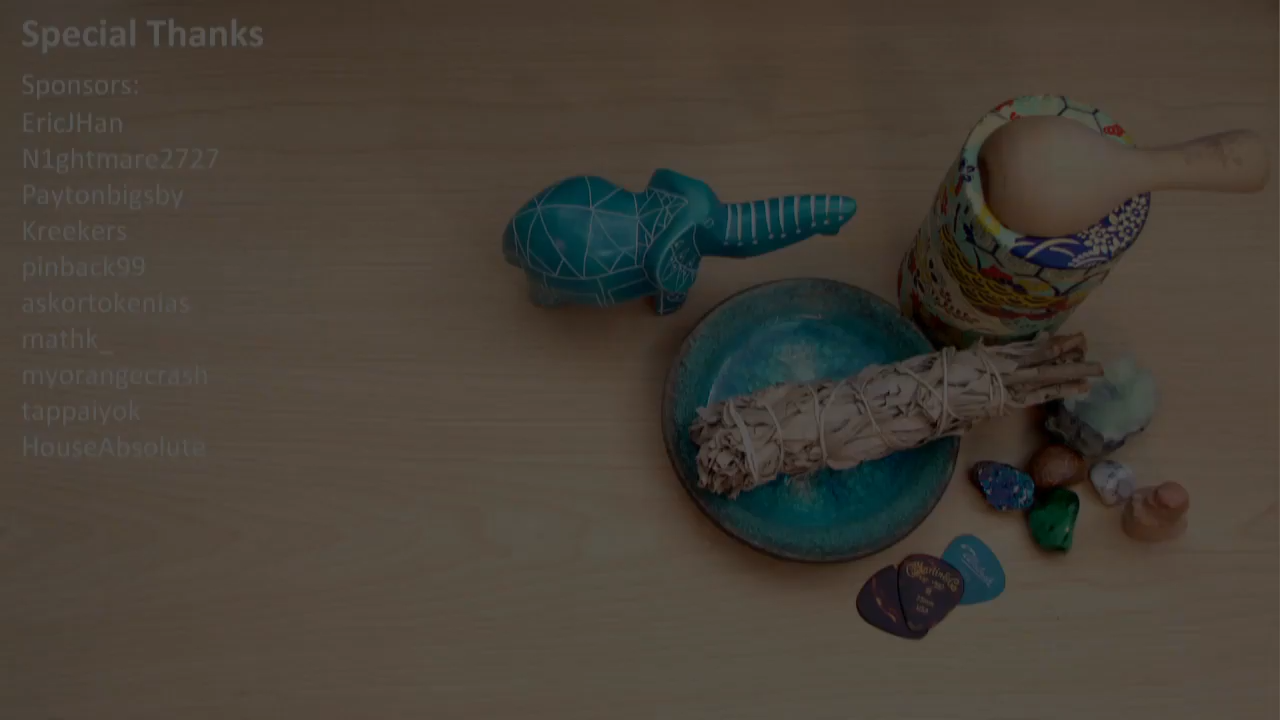 Special Thanks
Sponsors:
EricJHan
N1ghtmare2727
Paytonbigsby
Kreekers
pinback99
askortokenias
mathk_
myorangecrash
tappaiyok
HouseAbsolute